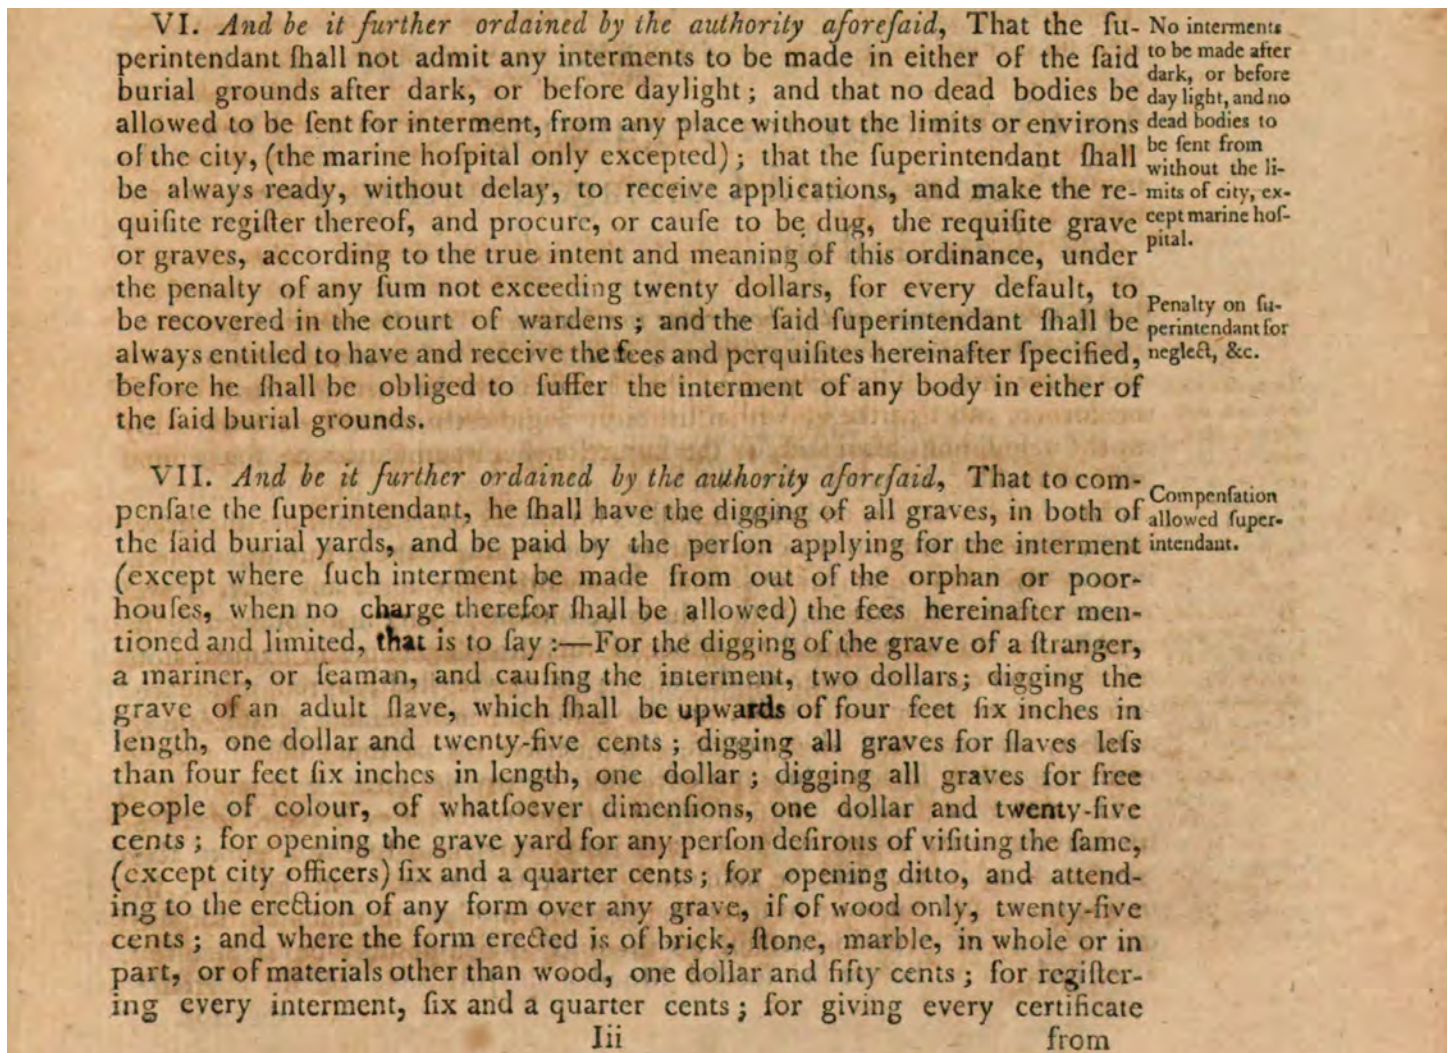 VI. And be it further ordained by the authority aforeſaid, That the ſu-
perintendant ſhall not admit any interments to be made in either of the ſaid
burial grounds after dark, or before daylight; and that no dead bodies be
allowed to be ſent for interment, from any place without the limits or environs
of the city, (the marine hoſpital only excepted); that the ſuperintendant ſhall
be always ready, without delay, to receive applications, and make the re-
quiſite regiſter thereof, and procure, or cauſe to be dug, the requiſite grave
or graves, according to the true intent and meaning of this ordinance, under
the penalty of any ſum not exceeding twenty dollars, for every default, to
be recovered in the court of wardens; and the ſaid ſuperintendant ſhall be
always entitled to have and receive the fees and perquiſites hereinafter ſpecified,
before he ſhall be obliged to ſuffer the interment of any body in either of
the ſaid burial grounds.
No interments
to be made after
dark, or before
day light, and no
dead bodies to
be ſent from
without the li-
mits of city, ex-
cept marine hoſ-
pital.
Penalty on ſu-
perintendant for
neglect, &c.
VII. And be it further ordained by the authority aforeſaid, That to com-
penſate the ſuperintendant, he ſhall have the digging of all graves, in both of
the ſaid burial yards, and be paid by the perſon applying for the interment
(except where ſuch interment be made from out of the orphan or poor-
houſes, when no charge therefor ſhall be allowed) the fees hereinafter men-
tioned and limited, that is to ſay:—For the digging of the grave of a ſtranger,
a mariner, or ſeaman, and cauſing the interment, two dollars; digging the
grave of an adult ſlave, which ſhall be upwards of four feet ſix inches in
length, one dollar and twenty-five cents; digging all graves for ſlaves leſs
than four feet ſix inches in length, one dollar; digging all graves for free
people of colour, of whatſoever dimenſions, one dollar and twenty-five
cents; for opening the grave yard for any perſon deſirous of viſiting the ſame,
(except city officers) ſix and a quarter cents; for opening ditto, and attend-
ing to the erection of any form over any grave, if of wood only, twenty-five
cents; and where the form erected is of brick, ſtone, marble, in whole or in
part, or of materials other than wood, one dollar and fifty cents; for regiſter-
ing every interment, ſix and a quarter cents; for giving every certificate
Compenſation
allowed ſuper-
intendant.
Iii
from